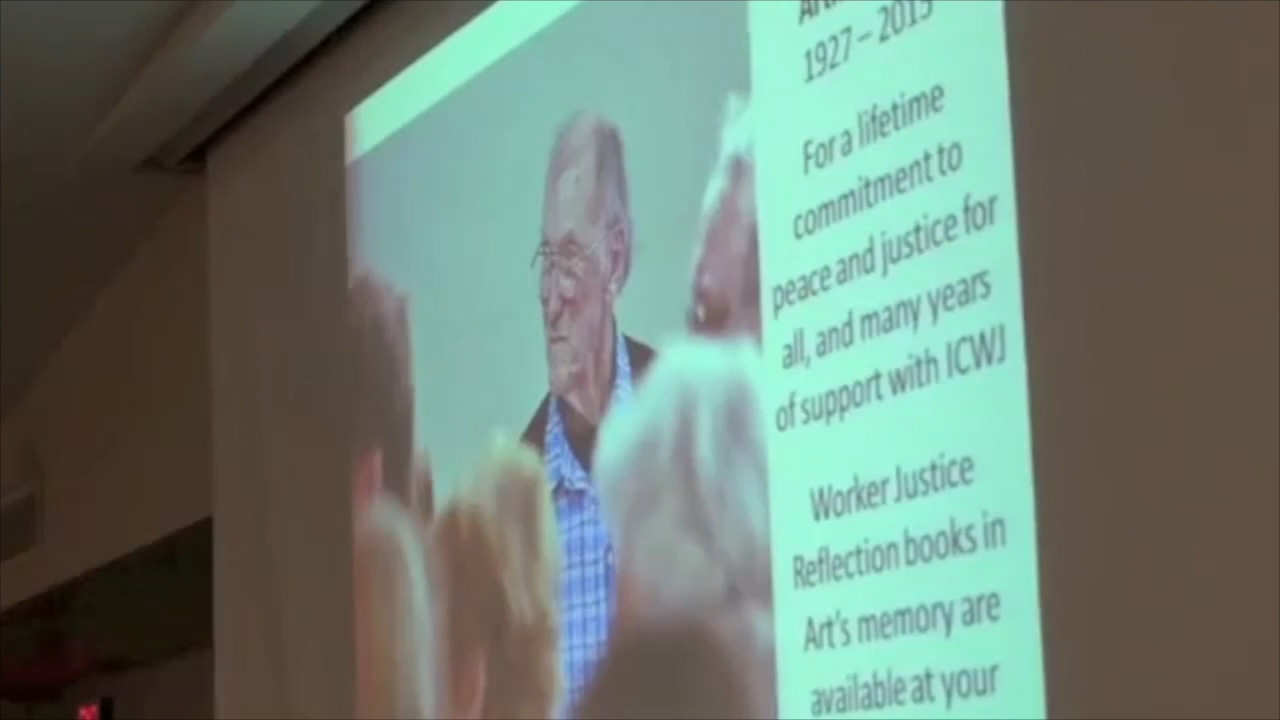 1927 – 2015
For a lifetime
commitment to
peace and justice for
all, and many years
of support with ICWJ
Worker Justice
Reflection books in
Art's memory are
available at your